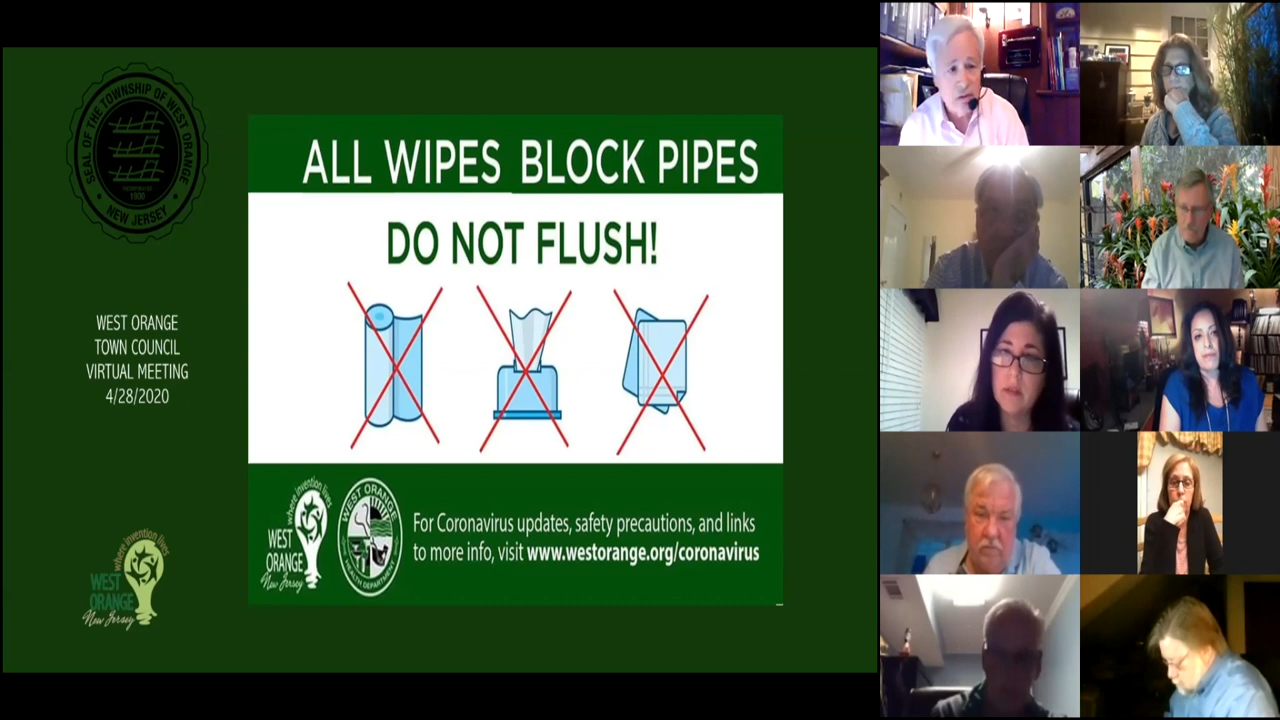 SEAL OF THE TOWNSHIP OF WEST ORANGE
1900
NEW JERSEY
WEST ORANGE
TOWN COUNCIL
VIRTUAL MEETING
4/28/2020
where invention lives
WEST
ORANGE
New Jersey
ALL WIPES BLOCK PIPES
DO NOT FLUSH!
where invention lives
WEST
ORANGE
New Jersey
WEST ORANGE
HEALTH DEPARTMENT
For Coronavirus updates, safety precautions, and links
to more info, visit www.westorange.org/coronavirus